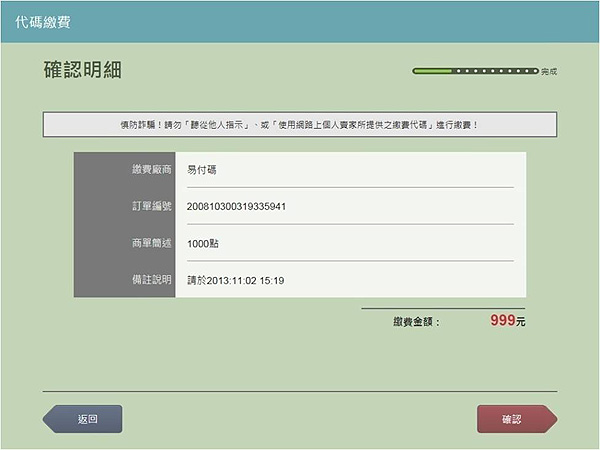 代碼繳費
確認明細
完成
慎防詐騙！請勿「聽從他人指示」、或「使用網路上個人賣家所提供之繳費代碼」進行繳費！
繳費廠商 易付碼
訂單編號 200810300319335941
商單簡述 1000點
備註說明 請於2013:11:02 15:19
繳費金額： 999元
返回 確認